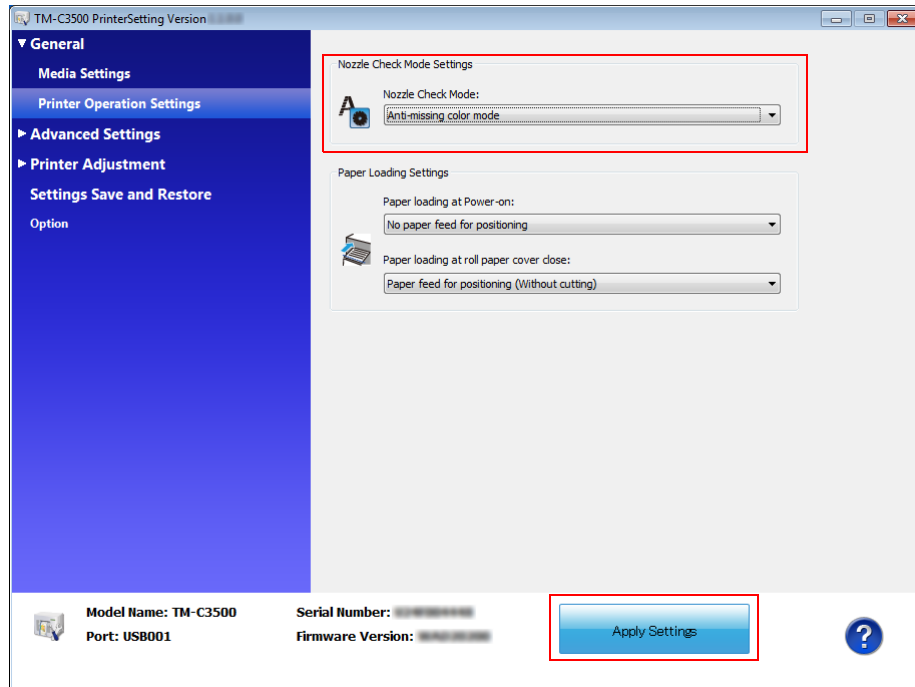 TM-C3500 PrinterSetting Version
General
Media Settings
Printer Operation Settings
Advanced Settings
Printer Adjustment
Settings Save and Restore
Option
Nozzle Check Mode Settings
Nozzle Check Mode:
Anti-missing color mode
Paper Loading Settings
Paper loading at Power-on:
No paper feed for positioning
Paper loading at roll paper cover close:
Paper feed for positioning (Without cutting)
Model Name: TM-C3500
Port: USB001
Serial Number:
Firmware Version:
Apply Settings
?